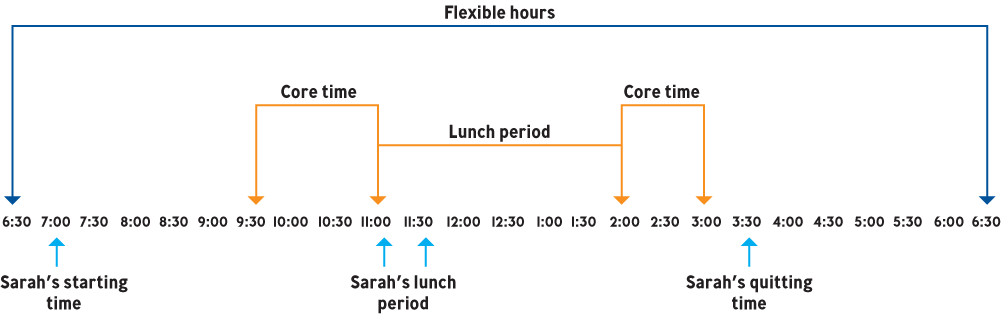 Flexible hours
Core time
Core time
Lunch period
6:30 7:00 7:30 8:00 8:30 9:00 9:30 10:00 10:30 11:00 11:30 12:00 12:30 1:00 1:30 2:00 2:30 3:00 3:30 4:00 4:30 5:00 5:30 6:00 6:30
Sarah's starting
time
Sarah's lunch
period
Sarah's quitting
time